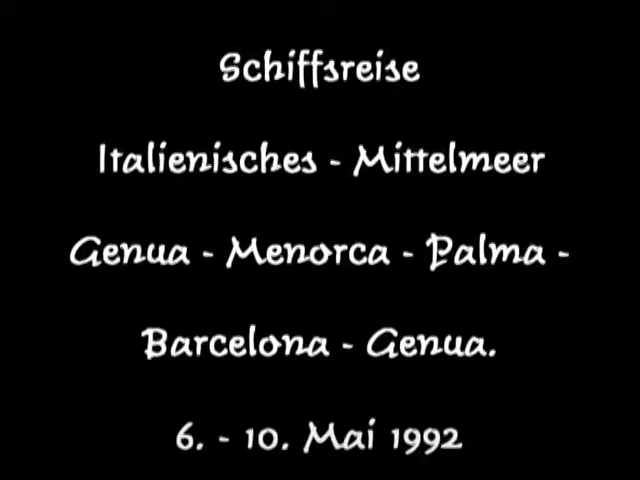 Schiffsreise
Italienisches - Mittelmeer
Genua - Menorca - Palma -
Barcelona - Genua.
6. - 10. Mai 1992